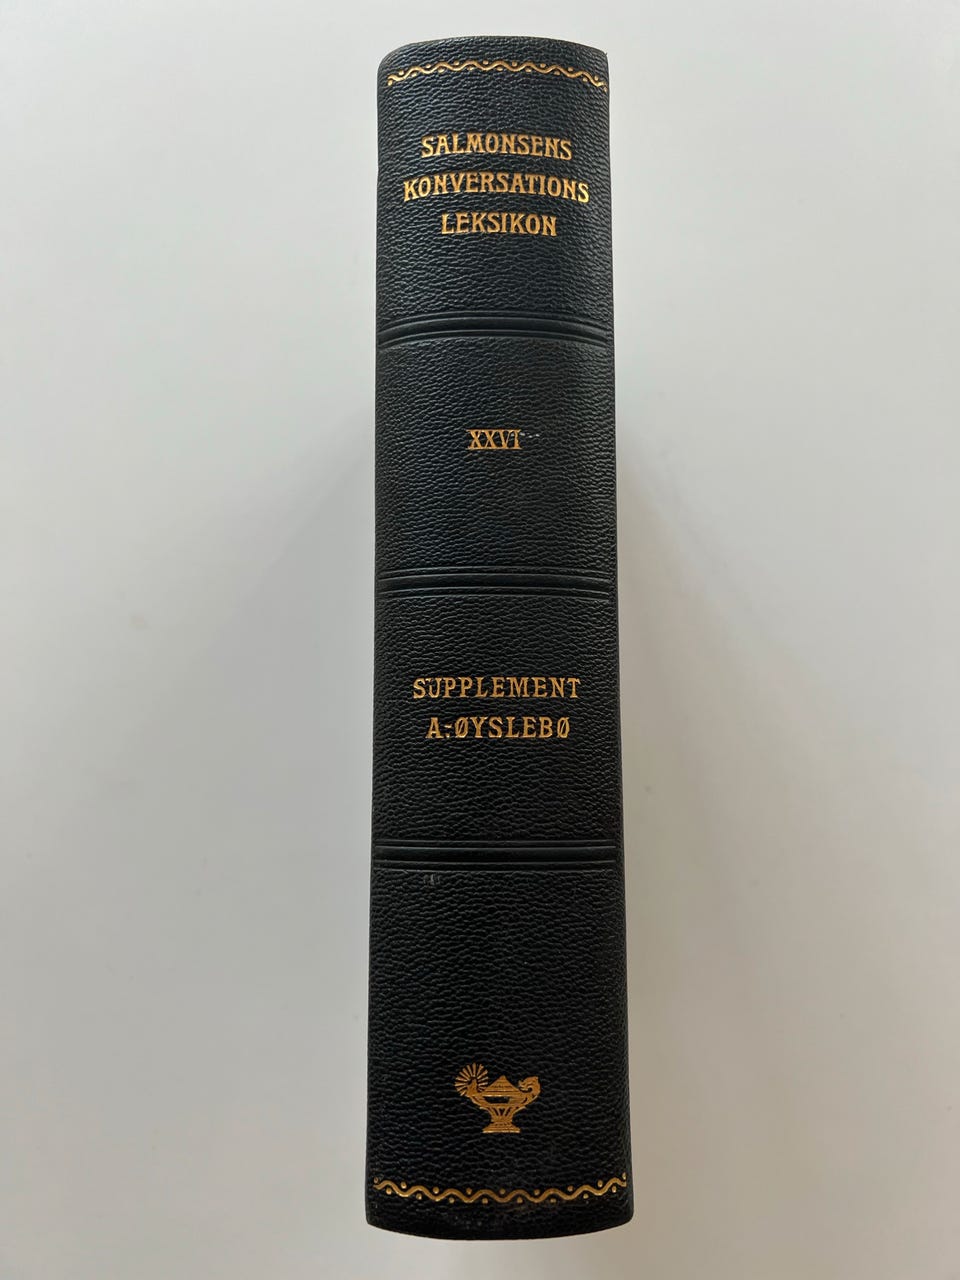 SALMONSENS
KONVERSATIONS
LEKSIKON
XXVI
SUPPLEMENT
A-ØYSLEBØ